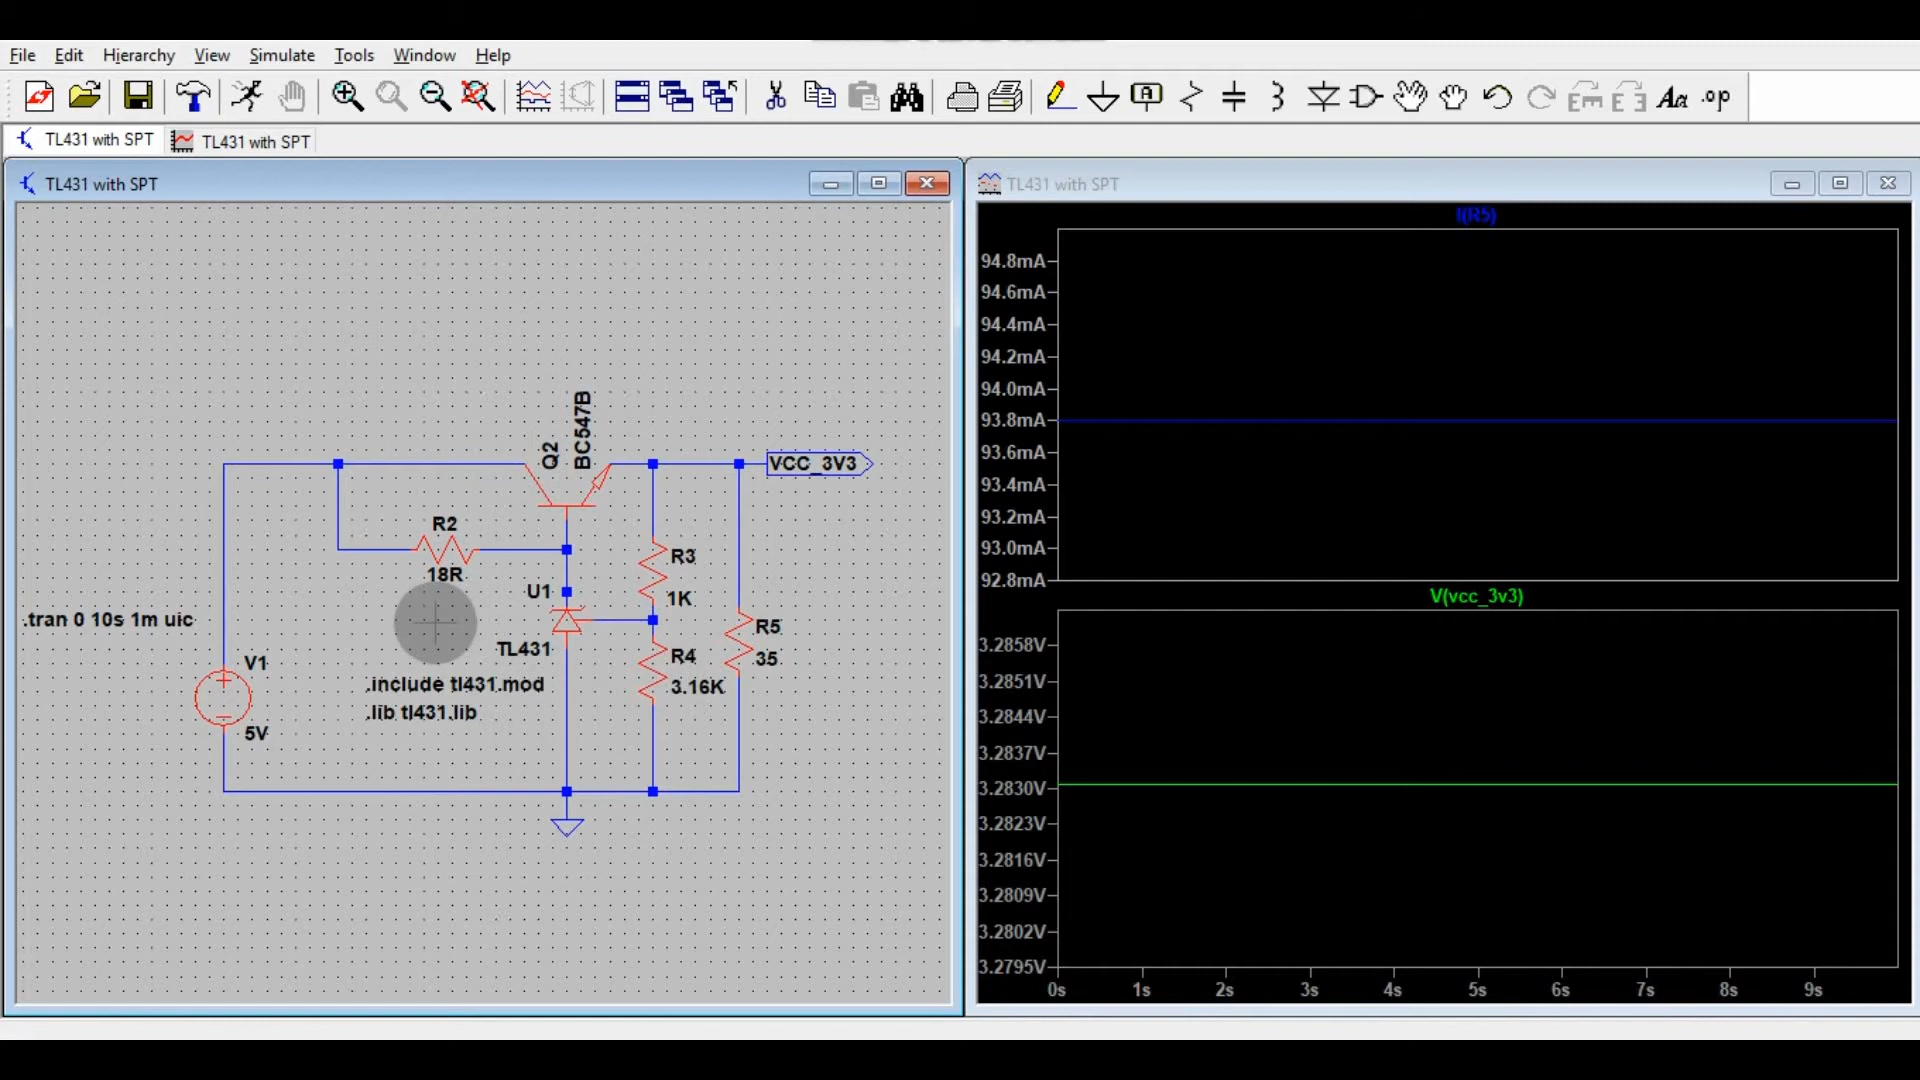 File Edit Hierarchy View Simulate Tools Window Help
A Aa .op
TL431 with SPT TL431 with SPT
TL431 with SPT
TL431 with SPT
BC547B
Q2
VCC_3V3
R2
18R
U1
TL431
R3
1K
R4
3.16K
R5
35
.tran 0 10s 1m uic
V1
5V
.include tl431.mod
.lib tl431.lib
I(R5)
94.8mA
94.6mA
94.4mA
94.2mA
94.0mA
93.8mA
93.6mA
93.4mA
93.2mA
93.0mA
92.8mA
V(vcc_3v3)
3.2858V
3.2851V
3.2844V
3.2837V
3.2830V
3.2823V
3.2816V
3.2809V
3.2802V
3.2795V
0s 1s 2s 3s 4s 5s 6s 7s 8s 9s